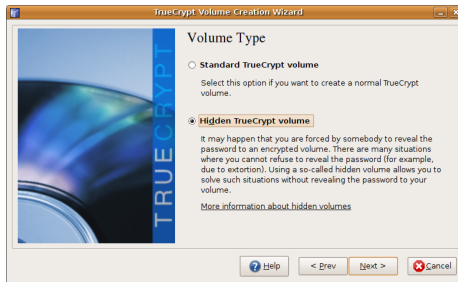 TrueCrypt Volume Creation Wizard
TRUECRYPT
Volume Type
Standard TrueCrypt volume
Select this option if you want to create a normal TrueCrypt
volume.
Hidden TrueCrypt volume
It may happen that you are forced by somebody to reveal the
password to an encrypted volume. There are many situations
where you cannot refuse to reveal the password (for example,
due to extortion). Using a so-called hidden volume allows you to
solve such situations without revealing the password to your
volume.
More information about hidden volumes
Help
< Prev
Next >
Cancel